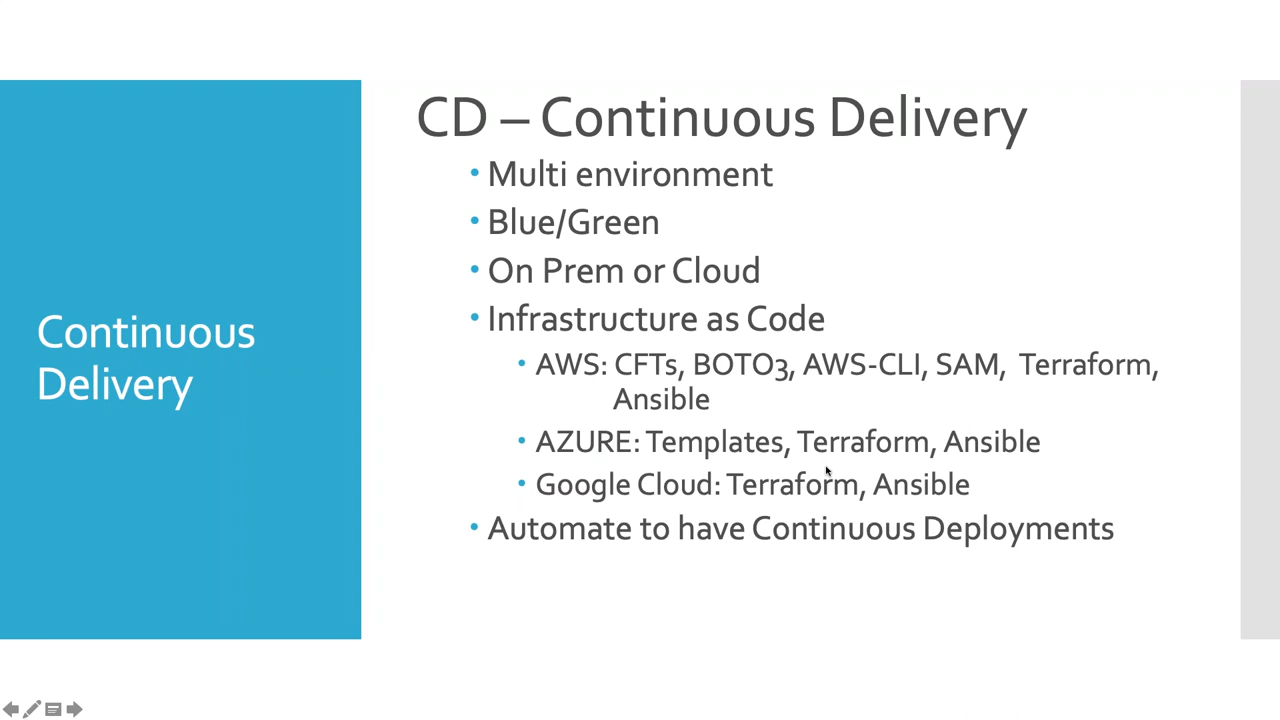 Continuous
Delivery
CD – Continuous Delivery
• Multi environment
• Blue/Green
• On Prem or Cloud
• Infrastructure as Code
• AWS: CFTs, BOTO3, AWS-CLI, SAM, Terraform,
Ansible
• AZURE: Templates, Terraform, Ansible
• Google Cloud: Terraform, Ansible
• Automate to have Continuous Deployments